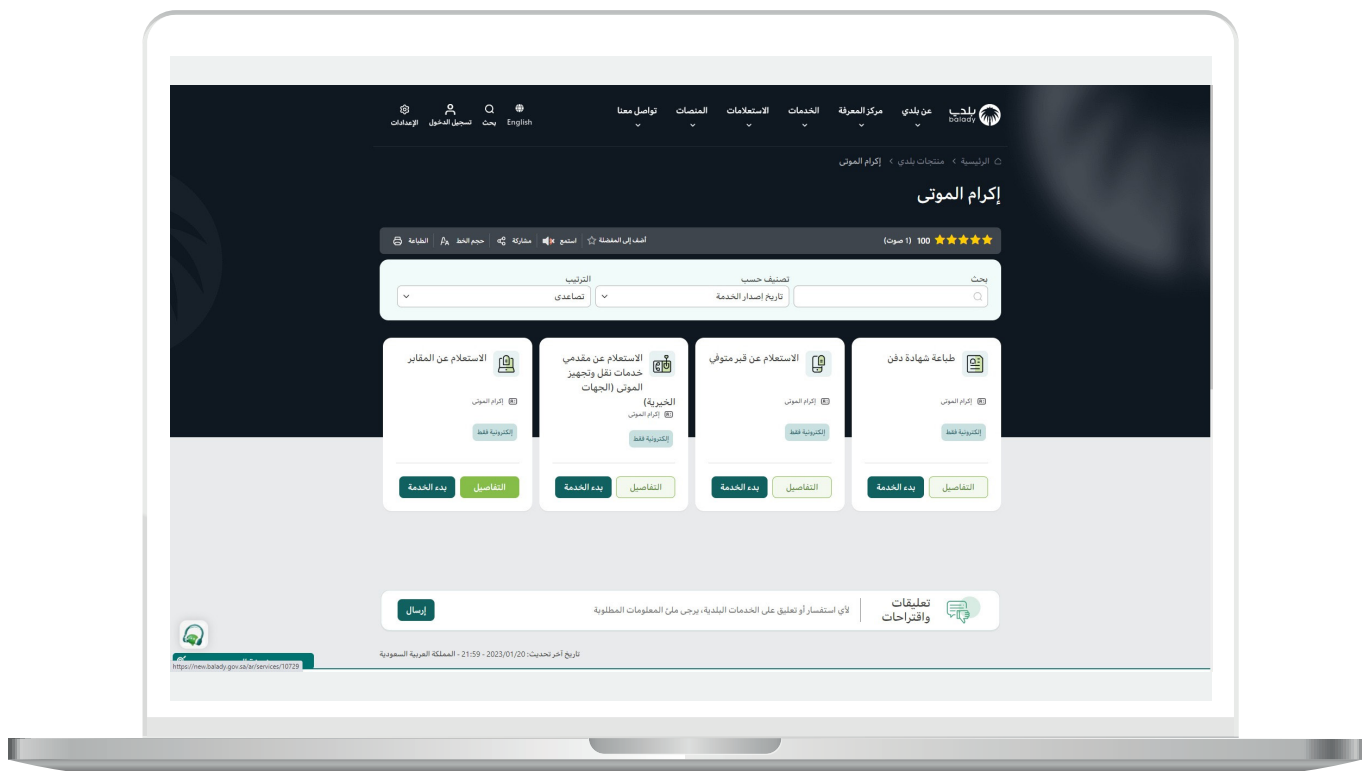 بلدي
balady
عن بلدي
مركز المعرفة
الخدمات
الاستعلامات
المنصات
تواصل معنا
English
بحث
تسجيل الدخول
الإعدادات
الرئيسية > منتجات بلدي > إكرام الموتى
إكرام الموتى
100 (1 صوت)
أضف إلى المفضلة
استمع
مشاركة
حجم الخط
الطباعة
بحث
تصنيف حسب
تاريخ اصدار الخدمة
الترتيب
تصاعدى
طباعة شهادة دفن
إكرام الموتى
إلكترونية فقط
التفاصيل
بدء الخدمة
الاستعلام عن قبر متوفي
إكرام الموتى
إلكترونية فقط
التفاصيل
بدء الخدمة
الاستعلام عن مقدمي
خدمات نقل وتجهيز
الموتى (الجهات
الخيرية)
إكرام الموتى
إلكترونية فقط
التفاصيل
بدء الخدمة
الاستعلام عن المقابر
إكرام الموتى
إلكترونية فقط
التفاصيل
بدء الخدمة
تعليقات
واقتراحات
لأي استفسار أو تعليق على الخدمات البلدية، يرجى ملئ المعلومات المطلوبة
إرسال
تاريخ آخر تحديث: 2023/01/20 - 21:59 - المملكة العربية السعودية
https://new.balady.gov.sa/ar/services/10729